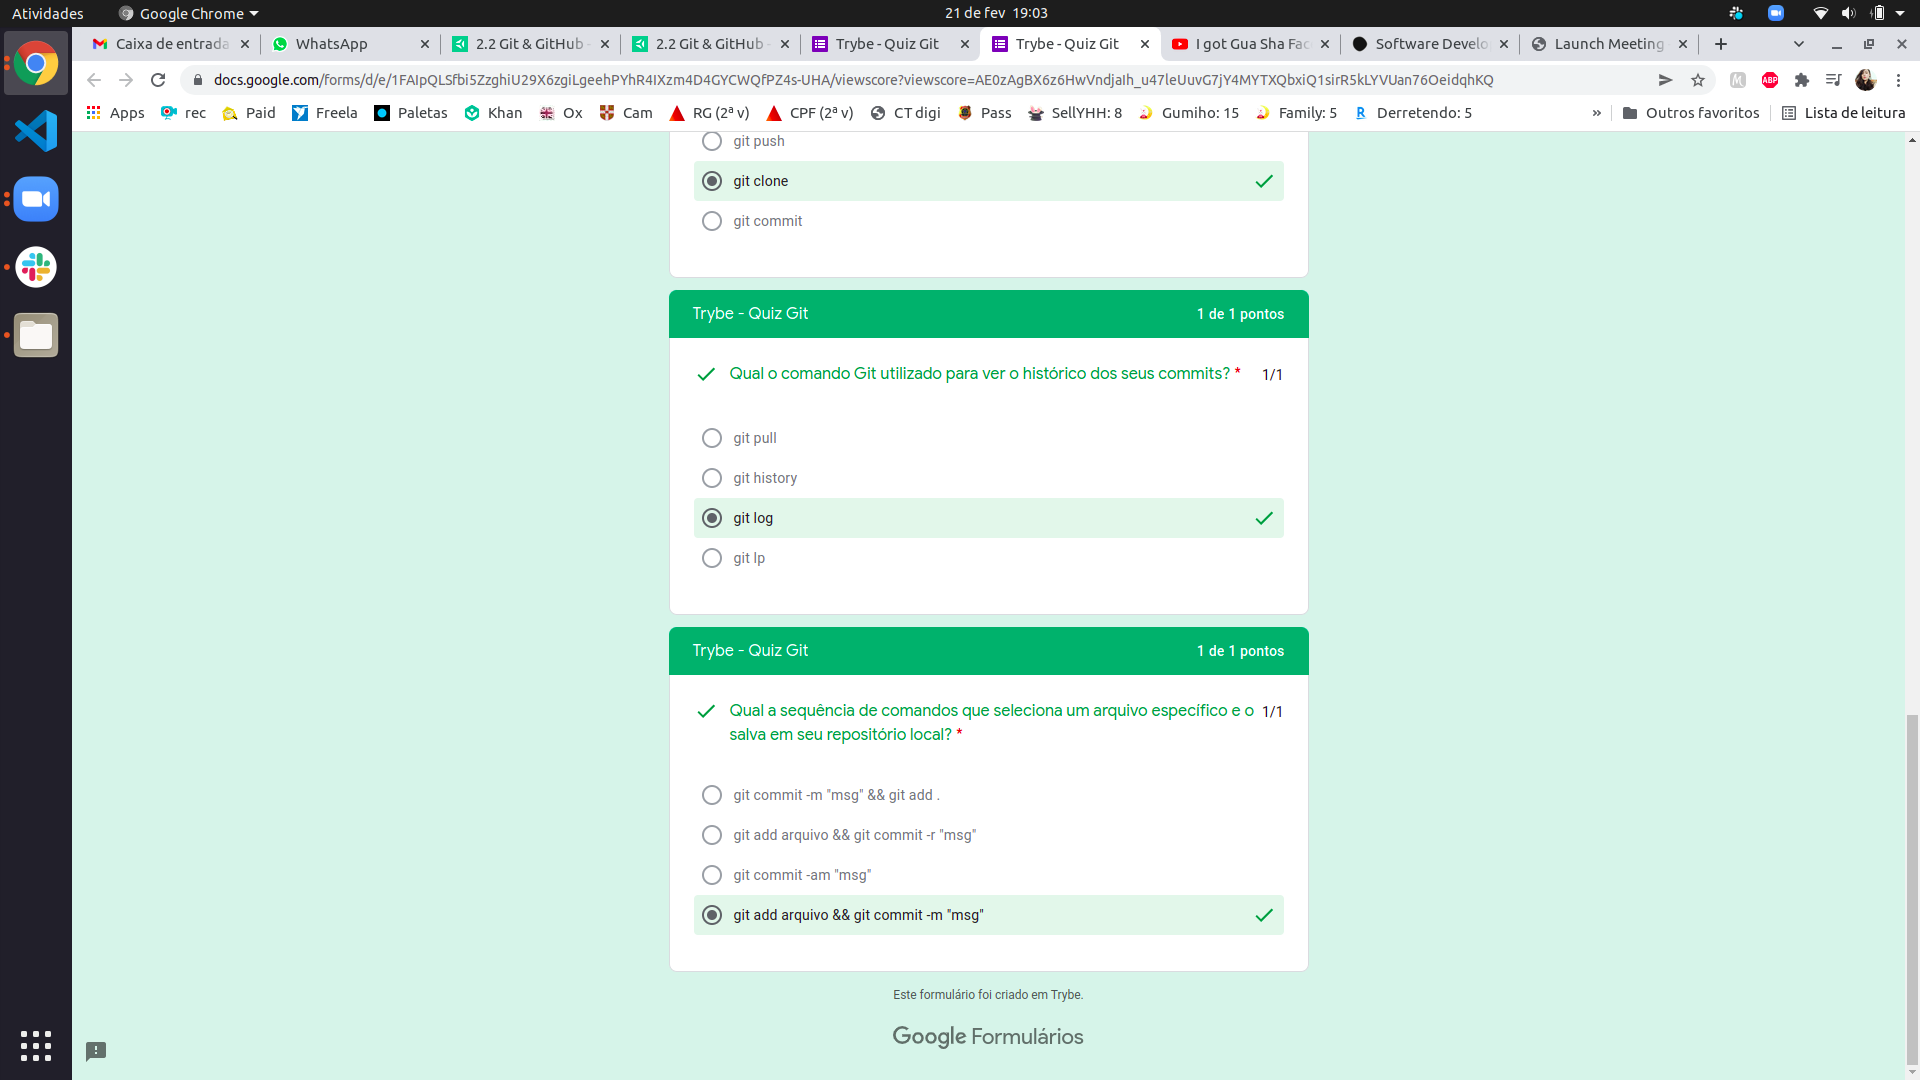 Atividades
Google Chrome
21 de fev 19:03
Caixa de entrada
WhatsApp
2.2 Git & GitHub -
2.2 Git & GitHub -
Trybe - Quiz Git
Trybe - Quiz Git
I got Gua Sha Fac
Software Develo
Launch Meeting
docs.google.com/forms/d/e/1FAIpQLSfbi5ZzghiU29X6zgiLgeehPYhR4IXzm4D4GYCWQfPZ4s-UHA/viewscore?viewscore=AE0zAgBX6z6HwVndjaIh_u47leUuvG7jY4MYTXQbxiQ1sirR5kLYVUan76OeidqhKQ
ABP
Apps
rec
Paid
Freela
Paletas
Khan
Ox
Cam
RG (2ª v)
CPF (2ª v)
CT digi
Pass
SellYHH: 8
Gumiho: 15
Family: 5
Derretendo: 5
»
Outros favoritos
Lista de leitura
git push
git clone
git commit
Trybe - Quiz Git
1 de 1 pontos
Qual o comando Git utilizado para ver o histórico dos seus commits? *
1/1
git pull
git history
git log
git lp
Trybe - Quiz Git
1 de 1 pontos
Qual a sequência de comandos que seleciona um arquivo específico e o
1/1
salva em seu repositório local? *
git commit -m "msg" && git add .
git add arquivo && git commit -r "msg"
git commit -am "msg"
git add arquivo && git commit -m "msg"
Este formulário foi criado em Trybe.
Google Formulários